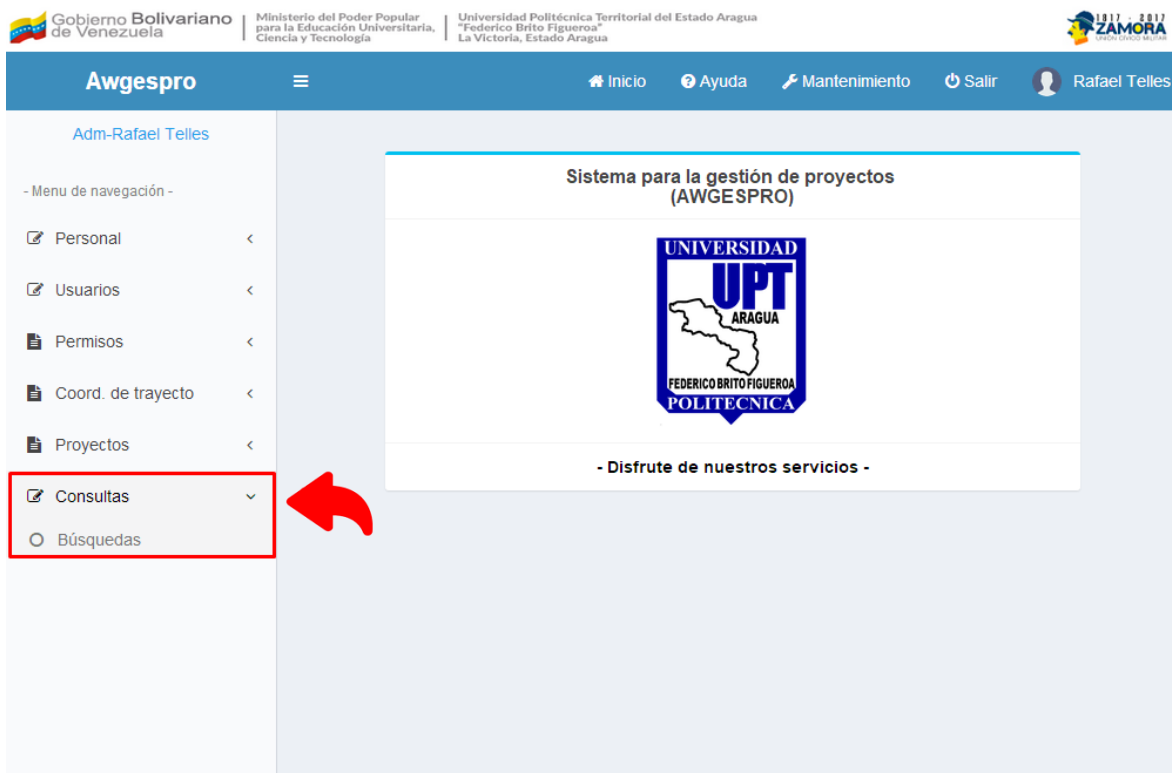 Gobierno Bolivariano
de Venezuela
Ministerio del Poder Popular
para la Educación Universitaria,
Ciencia y Tecnología
Universidad Politécnica Territorial del Estado Aragua
"Federico Brito Figueroa"
La Victoria, Estado Aragua
1817 - 2017
ZAMORA
UNIÓN CÍVICO MILITAR
Awgespro
Inicio
Ayuda
Mantenimiento
Salir
Rafael Telles
Adm-Rafael Telles
- Menu de navegación -
Personal
Usuarios
Permisos
Coord. de trayecto
Proyectos
Consultas
Búsquedas
Sistema para la gestión de proyectos
(AWGESPRO)
UNIVERSIDAD
UPT
ARAGUA
FEDERICO BRITO FIGUEROA
POLITECNICA
- Disfrute de nuestros servicios -